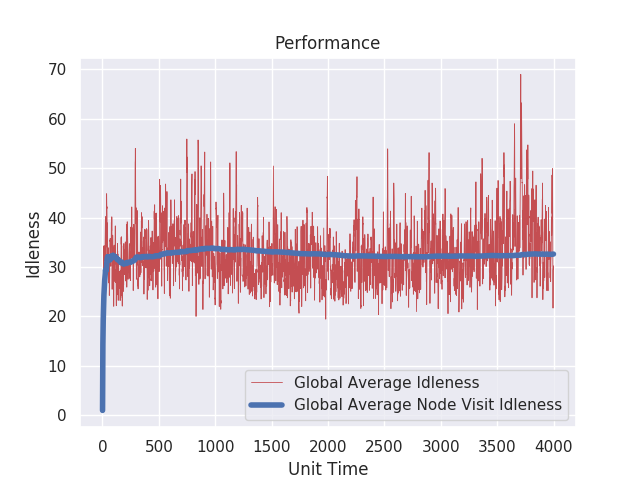 Performance
70
60
50
40
30
20
10
0
Idleness
Global Average Idleness
Global Average Node Visit Idleness
0 500 1000 1500 2000 2500 3000 3500 4000
Unit Time